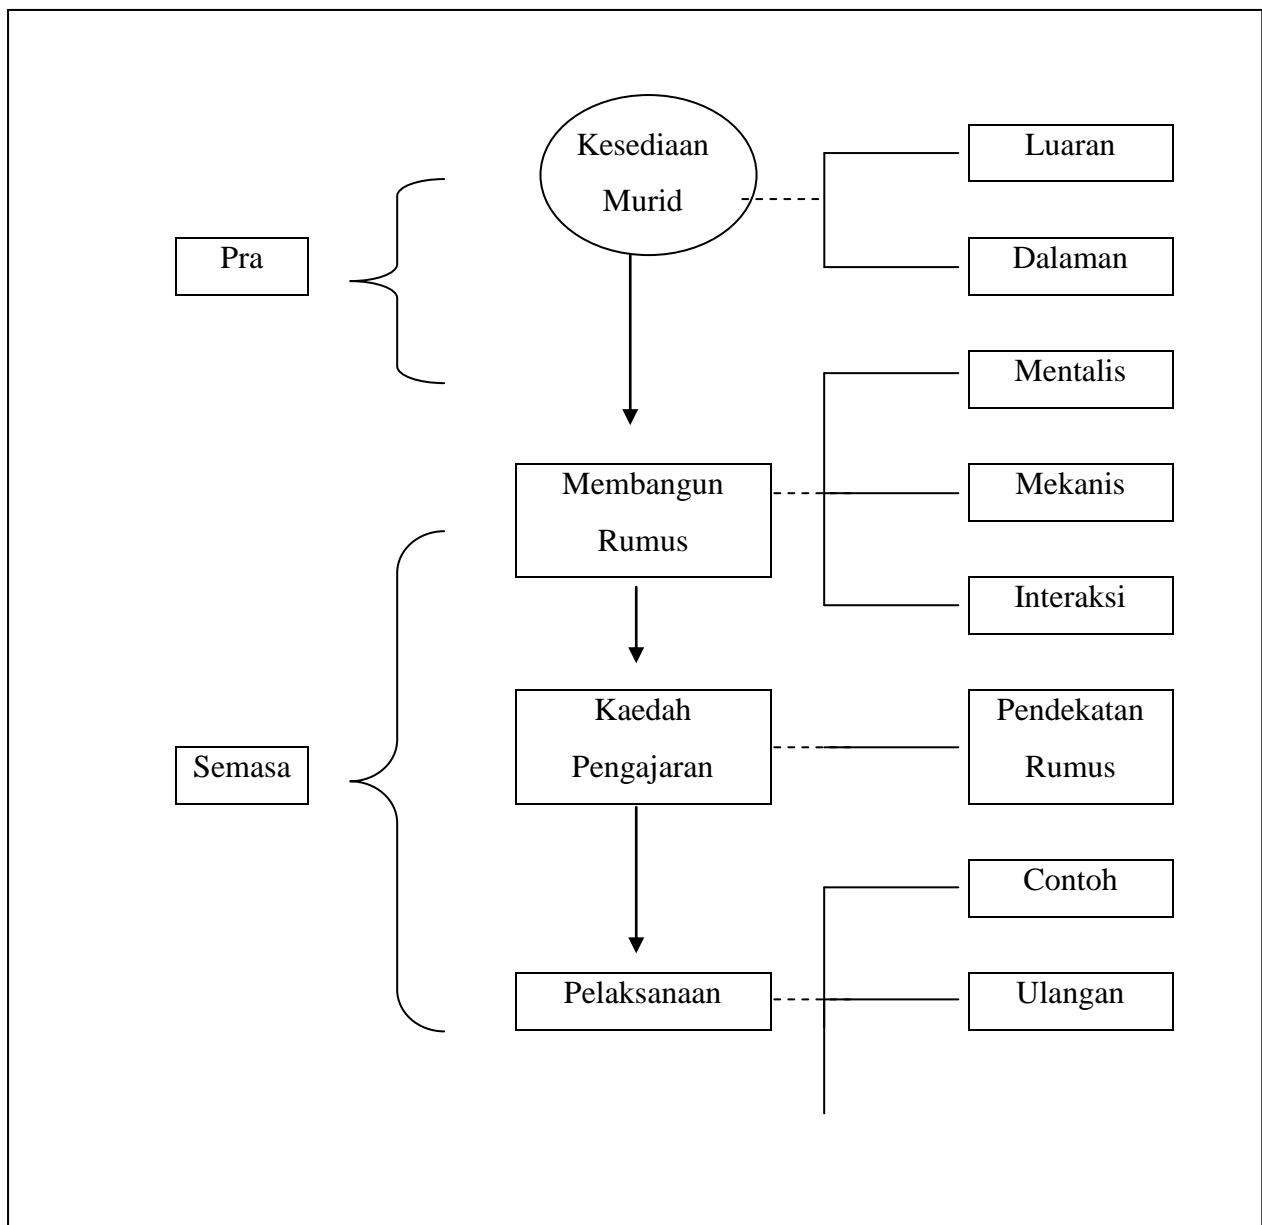 Kesediaan
Murid
Luaran
Pra
Dalaman
Mentalis
Membangun
Rumus
Mekanis
Interaksi
Kaedah
Pengajaran
Pendekatan
Rumus
Semasa
Contoh
Pelaksanaan
Ulangan